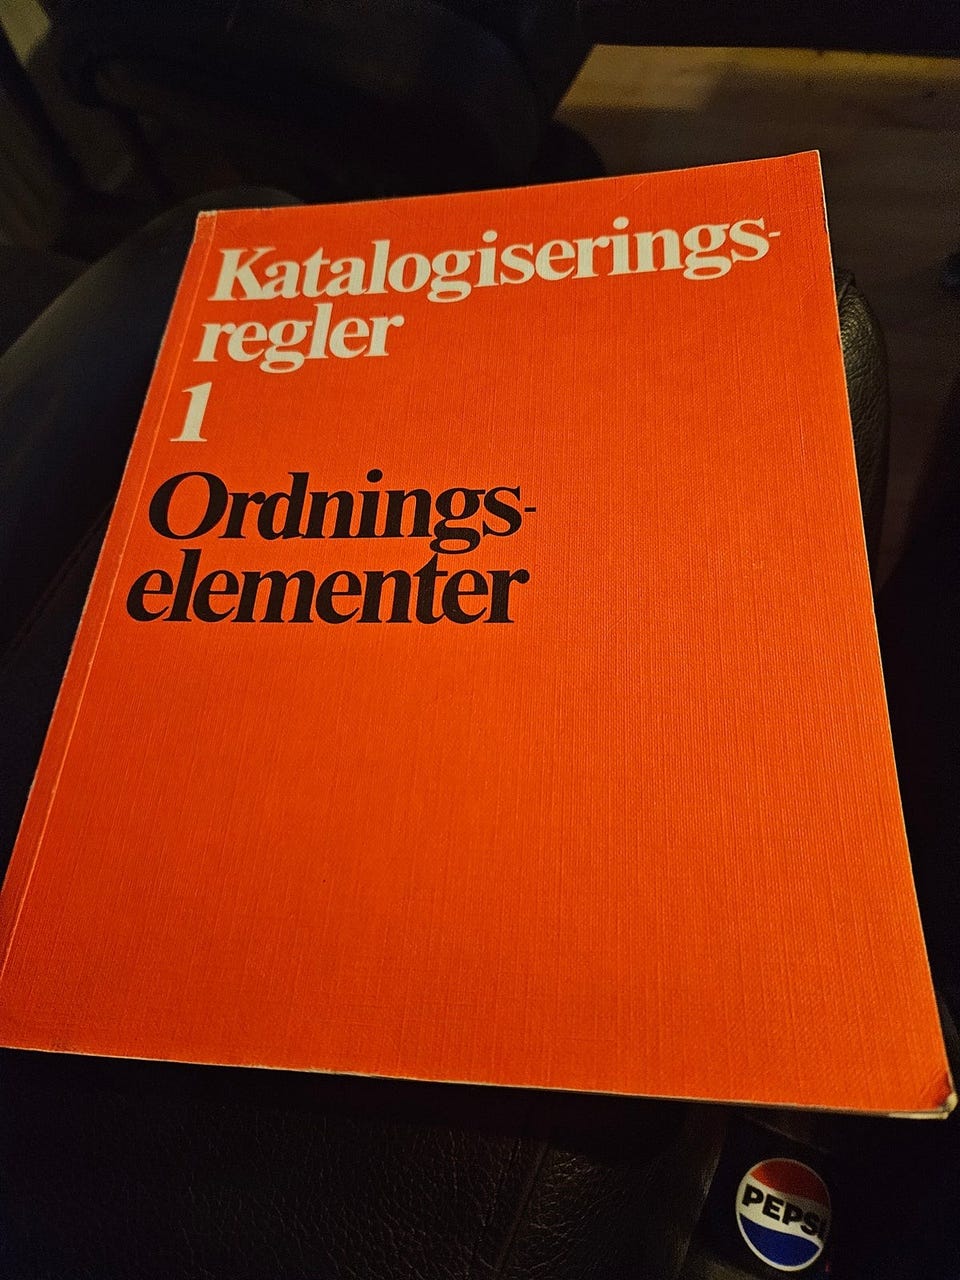 Katalogiserings-
regler
1
Ordnings-
elementer
PEPSI